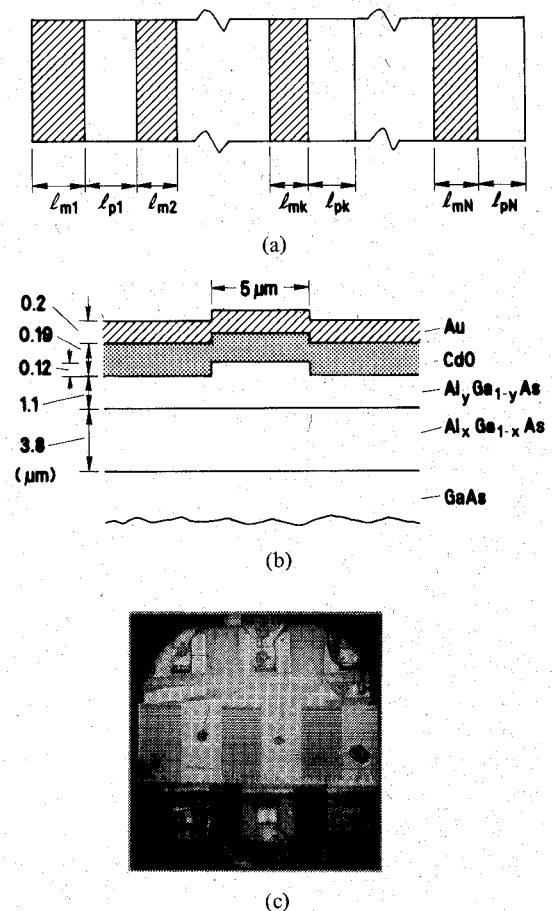 ℓm1 ℓp1 ℓm2 ℓmk ℓpk ℓmN ℓpN
(a)
5 μm
0.2
0.19
0.12
1.1
3.8
(μm)
Au
CdO
AlyGa1-yAs
AlxGa1-xAs
GaAs
(b)
(c)